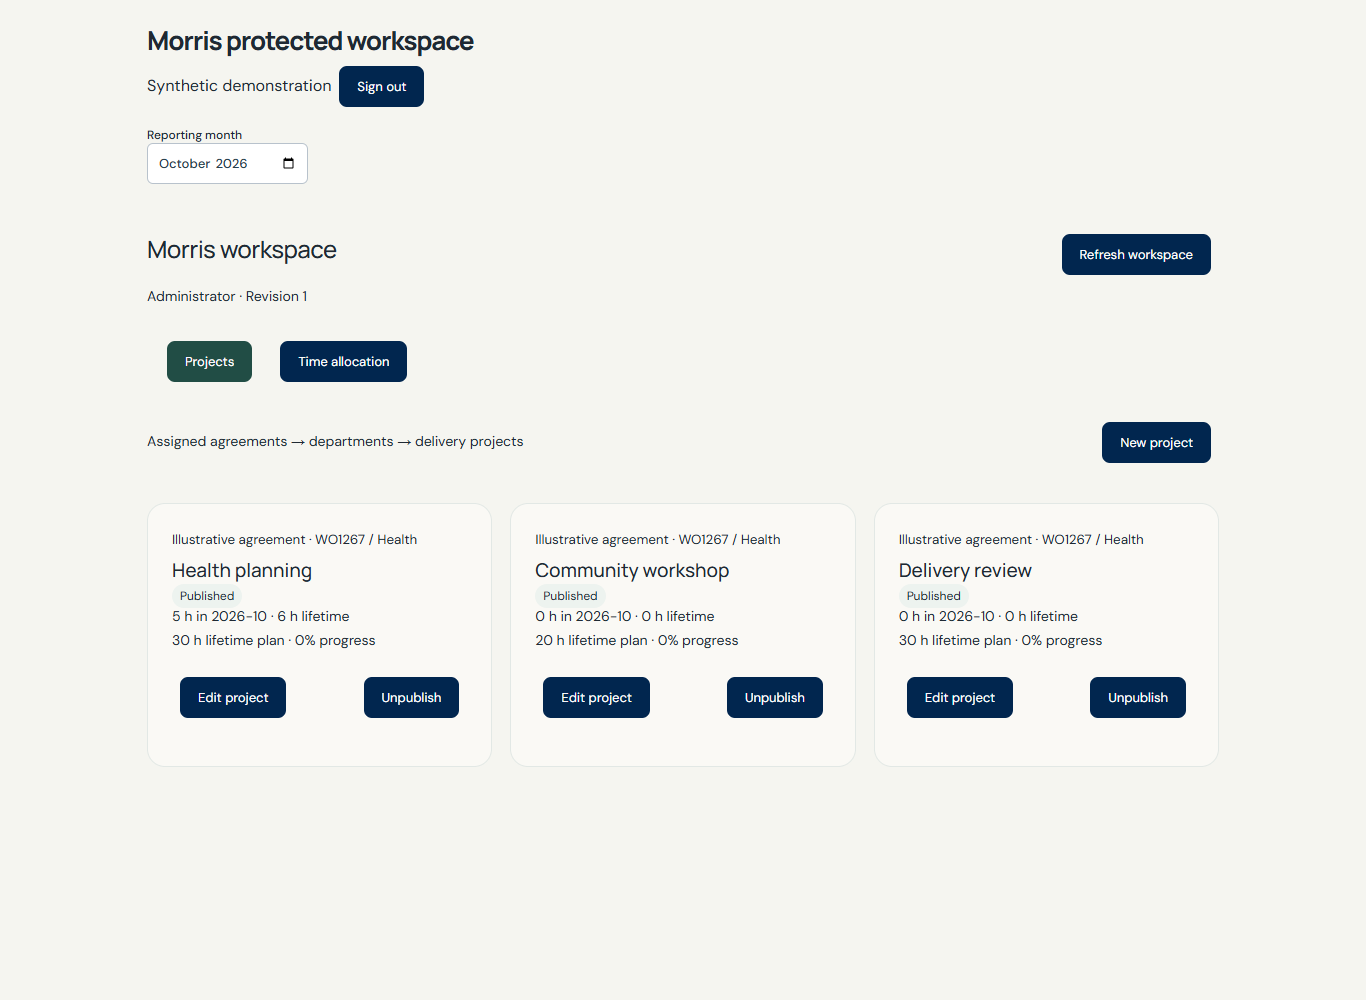 Morris protected workspace
Synthetic demonstration Sign out
Reporting month
October 2026
Morris workspace
Refresh workspace
Administrator · Revision 1
Projects
Time allocation
Assigned agreements → departments → delivery projects
New project
Illustrative agreement · WO1267 / Health
Health planning
Published
5 h in 2026-10 · 6 h lifetime
30 h lifetime plan · 0% progress
Edit project
Unpublish
Illustrative agreement · WO1267 / Health
Community workshop
Published
0 h in 2026-10 · 0 h lifetime
20 h lifetime plan · 0% progress
Edit project
Unpublish
Illustrative agreement · WO1267 / Health
Delivery review
Published
0 h in 2026-10 · 0 h lifetime
30 h lifetime plan · 0% progress
Edit project
Unpublish